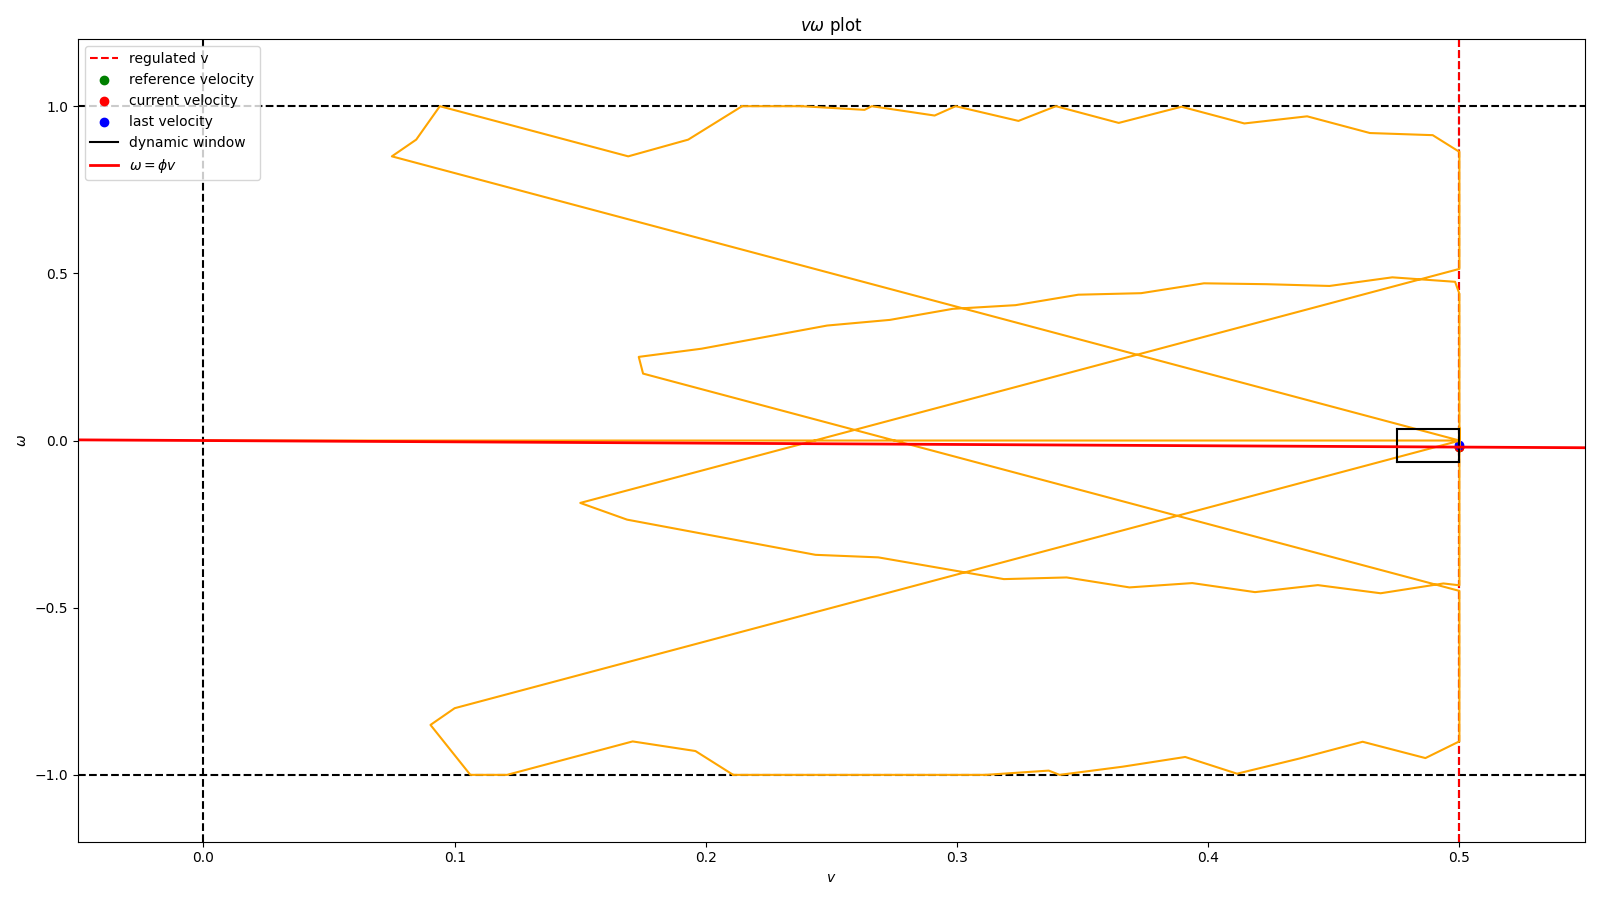 vω plot
regulated v
reference velocity
current velocity
last velocity
dynamic window
ω = ϕv
1.0
0.5
0.0
−0.5
−1.0
ω
0.0 0.1 0.2 0.3 0.4 0.5
v